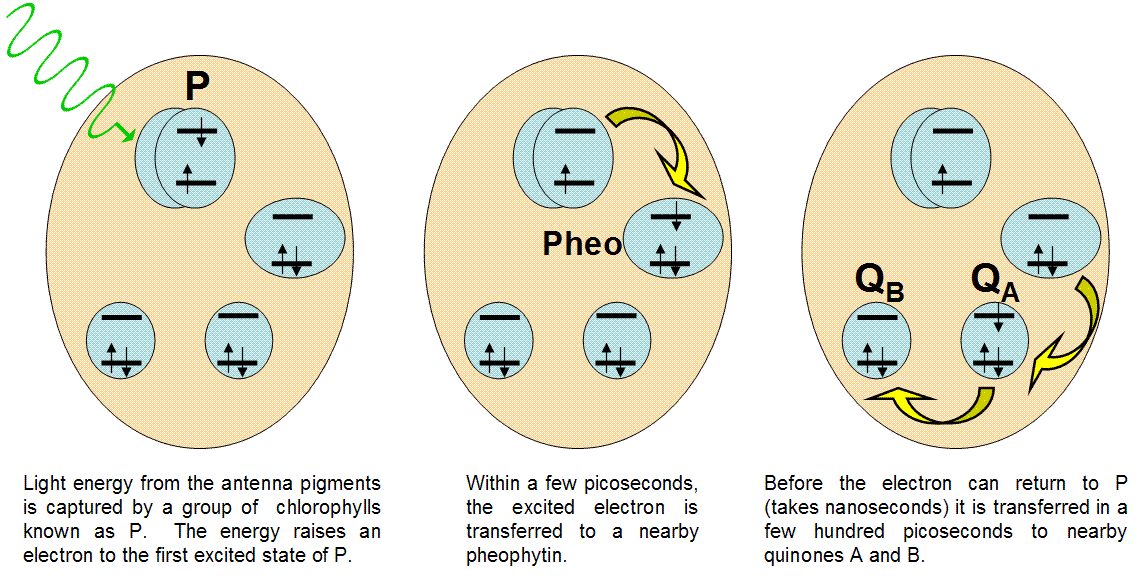 P
Pheo
QB
QA
Light energy from the antenna pigments
is captured by a group of chlorophylls
known as P. The energy raises an
electron to the first excited state of P.
Within a few picoseconds,
the excited electron is
transferred to a nearby
pheophytin.
Before the electron can return to P
(takes nanoseconds) it is transferred in a
few hundred picoseconds to nearby
quinones A and B.